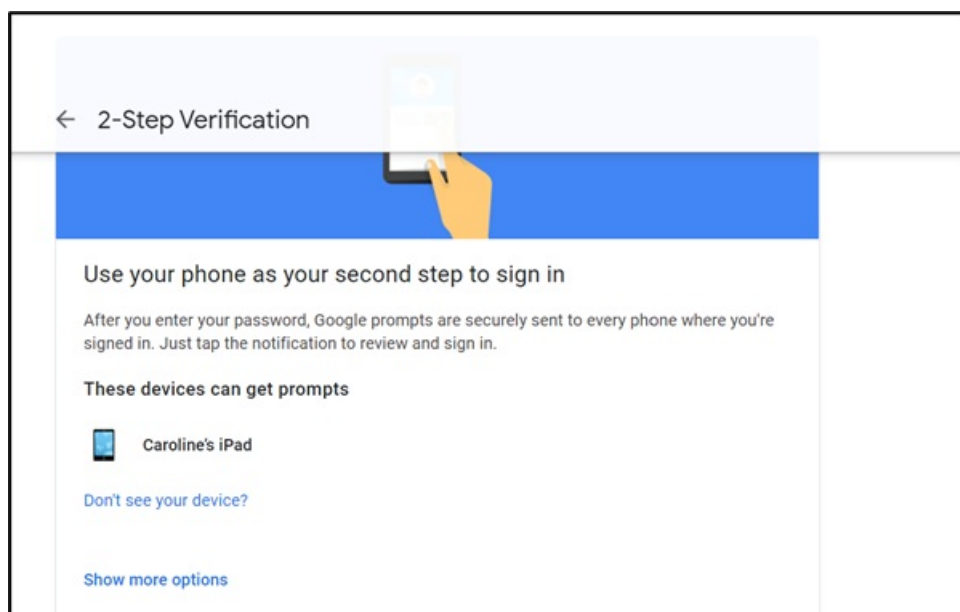 2-Step Verification
Use your phone as your second step to sign in
After you enter your password, Google prompts are securely sent to every phone where you're
signed in. Just tap the notification to review and sign in.
These devices can get prompts
Caroline's iPad
Don't see your device?
Show more options